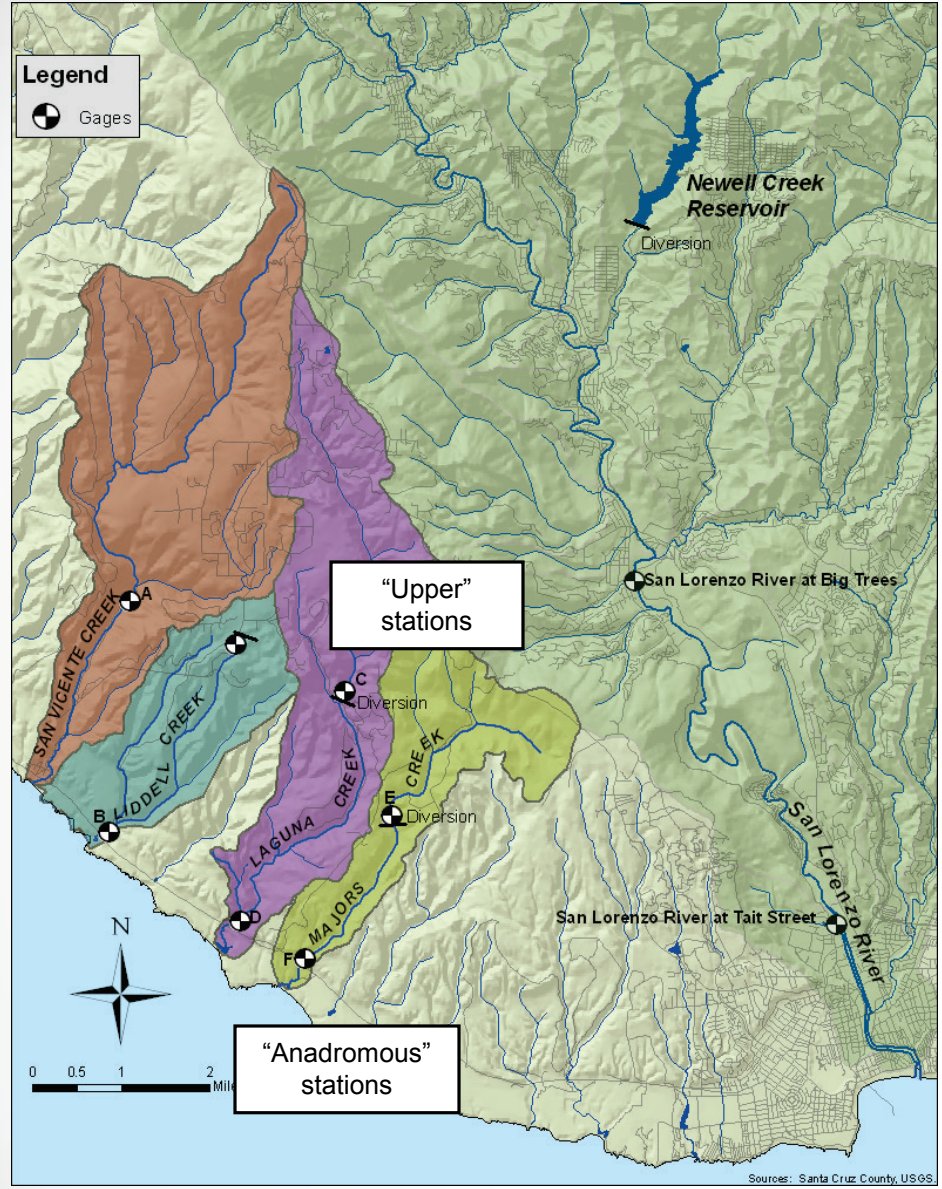 Legend
Gages
Newell Creek
Reservoir
Diversion
San Lorenzo River at Big Trees
"Upper"
stations
A
SAN VICENTE CREEK
C
Diversion
LIDDELL CREEK
B
LAGUNA CREEK
D
MAJORS CREEK
E
Diversion
F
San Lorenzo River
San Lorenzo River at Tait Street
N
"Anadromous"
stations
0 0.5 1 2
Mile
Sources: Santa Cruz County, USGS.